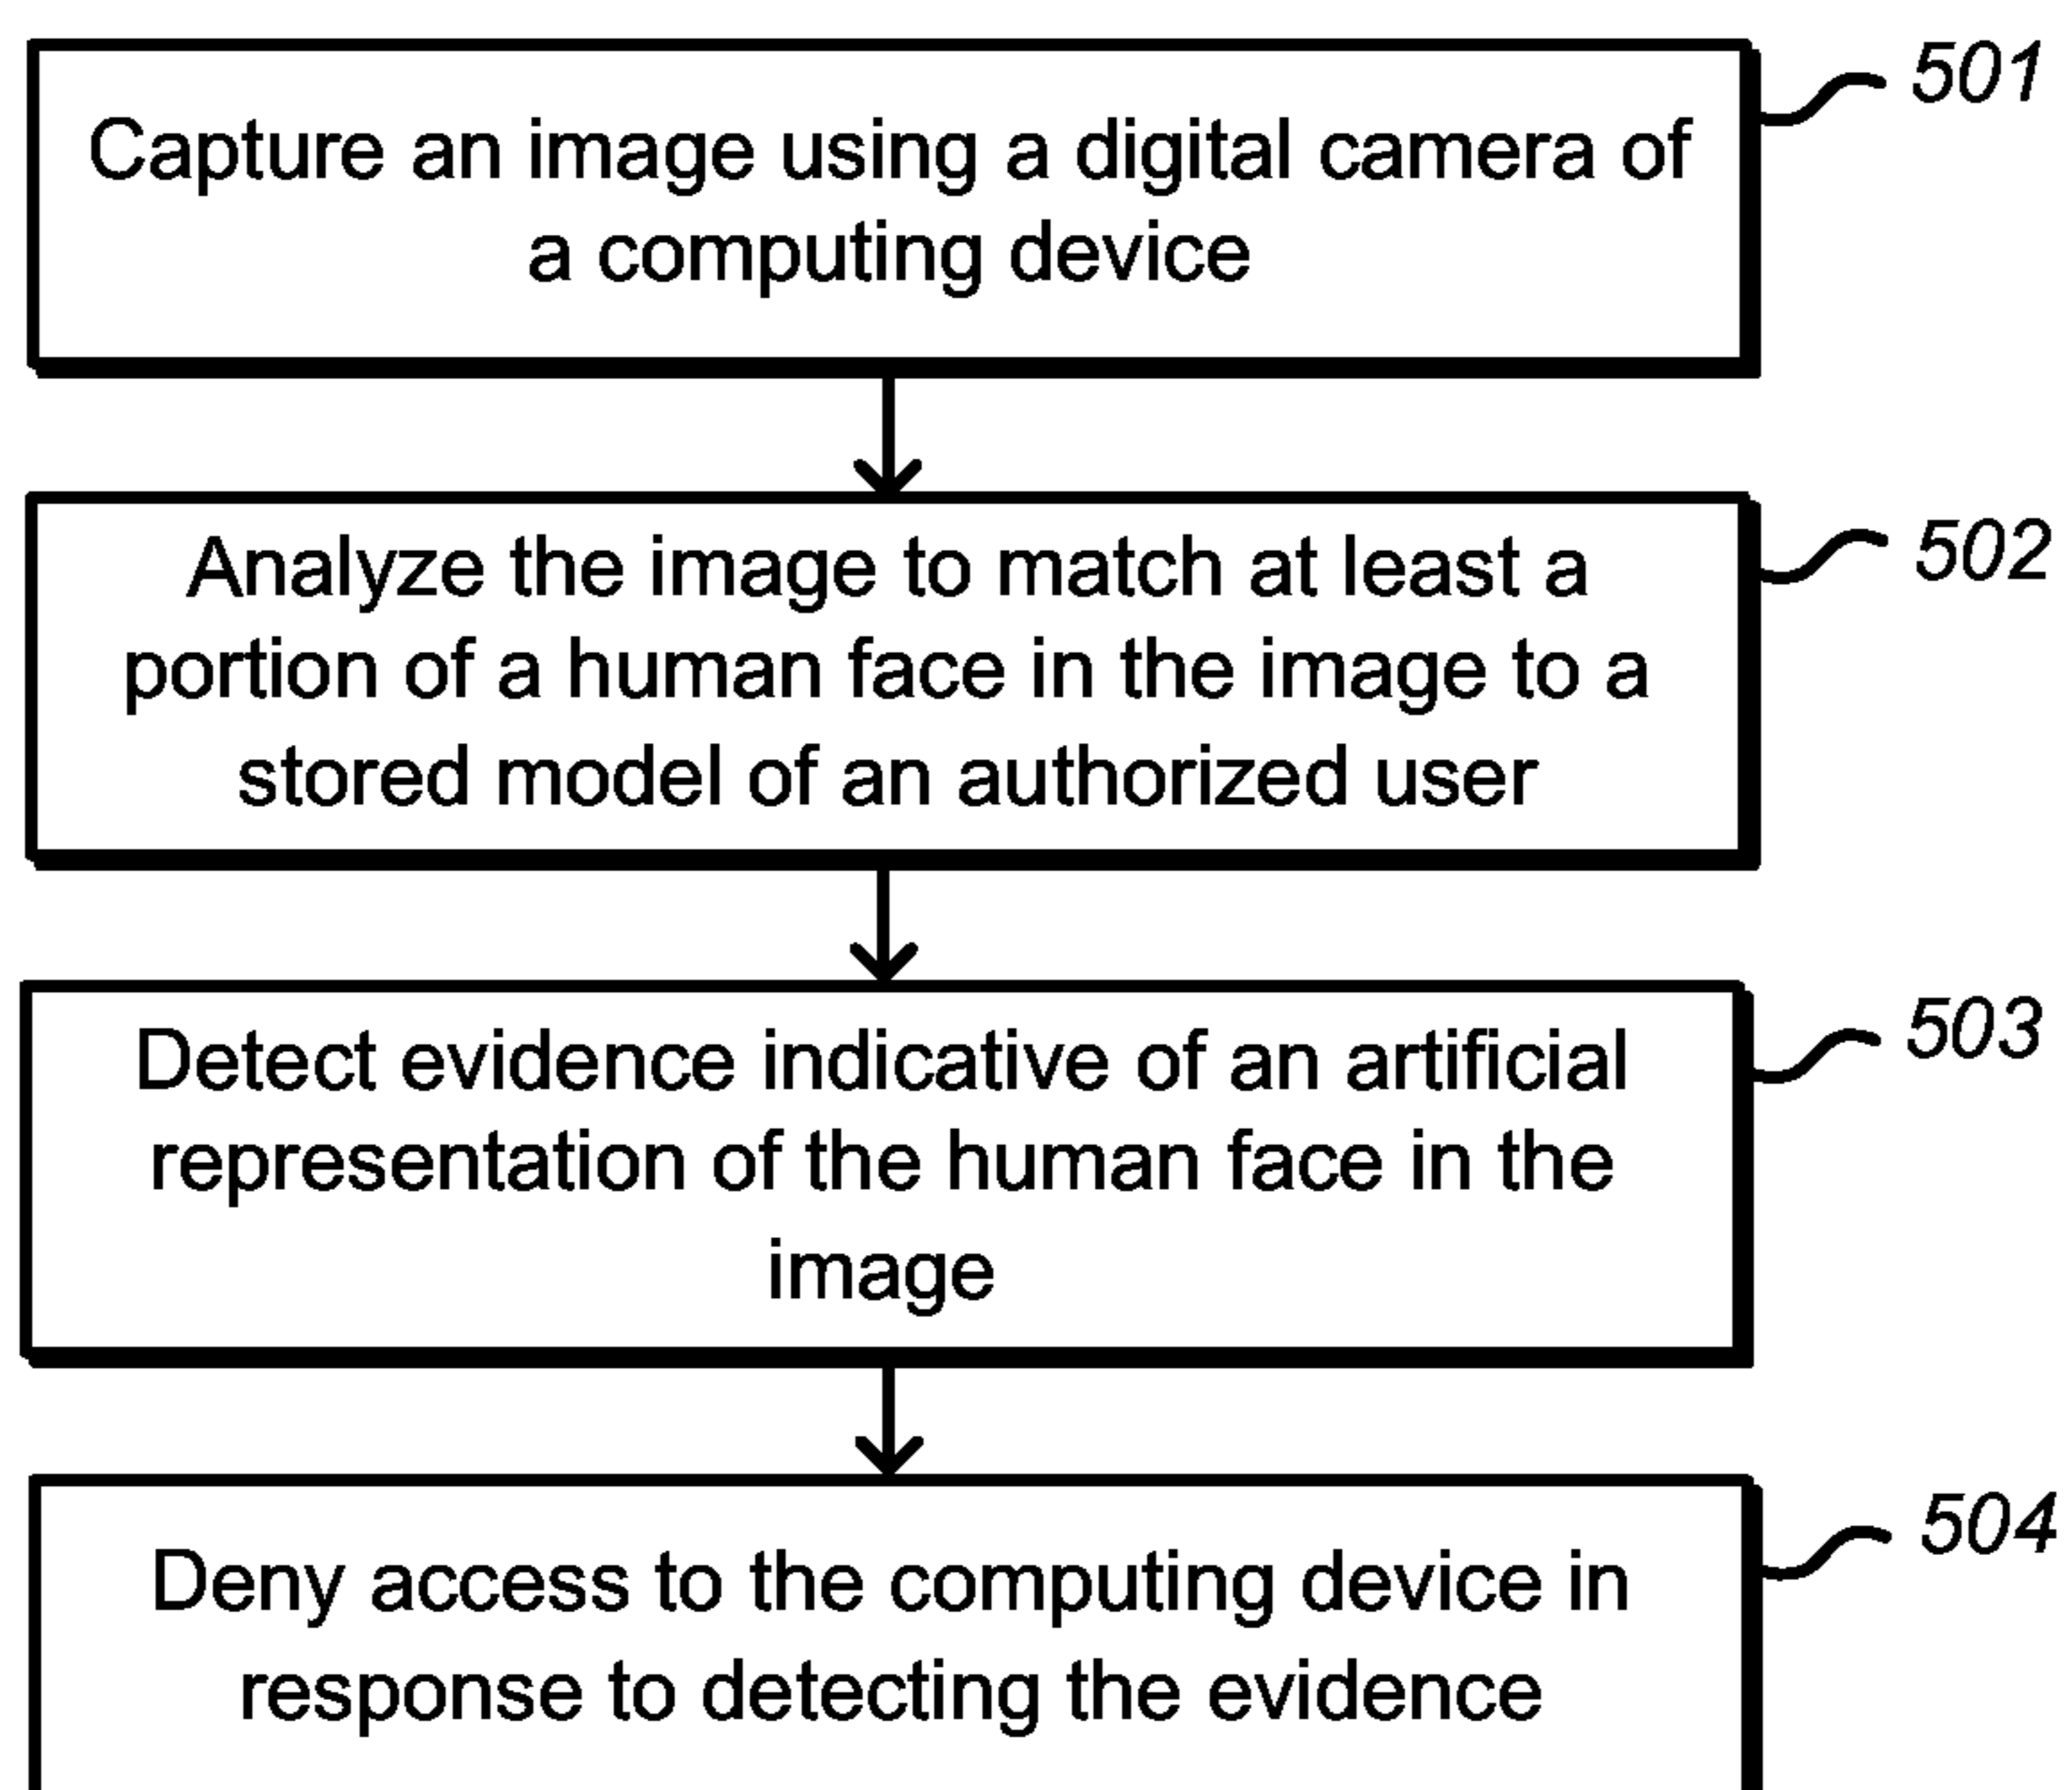 Capture an image using a digital camera of
a computing device
501
Analyze the image to match at least a
portion of a human face in the image to a
stored model of an authorized user
502
Detect evidence indicative of an artificial
representation of the human face in the
image
503
Deny access to the computing device in
response to detecting the evidence
504